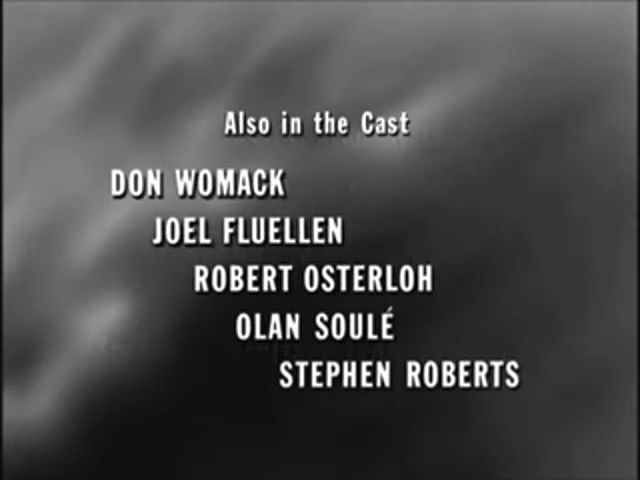 Also in the Cast
DON WOMACK
JOEL FLUELLEN
ROBERT OSTERLOH
OLAN SOULÉ
STEPHEN ROBERTS